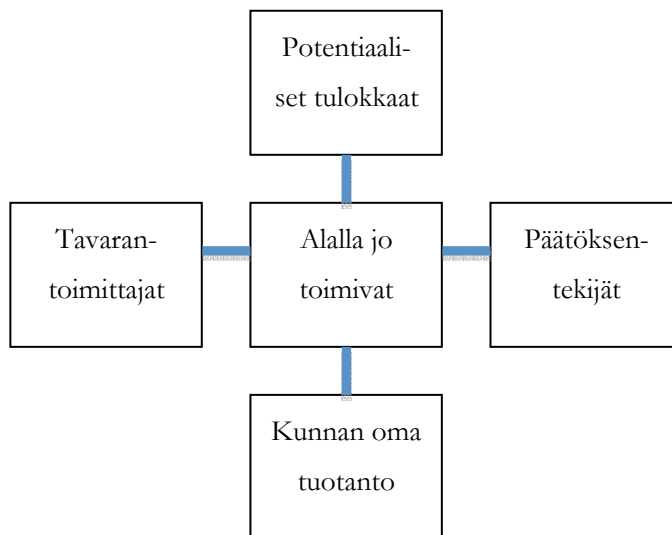 Potentiaali-
set tulokkaat
Tavaran-
toimittajat
Alalla jo
toimivat
Päätöksen-
tekijät
Kunnan oma
tuotanto